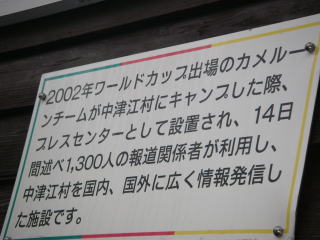 2002年ワールドカップ出場のカメルー
ンチームが中津江村にキャンプした際、
プレスセンターとして設置され、14日
間述べ1,300人の報道関係者が利用し、
中津江村を国内、国外に広く情報発信し
た施設です。